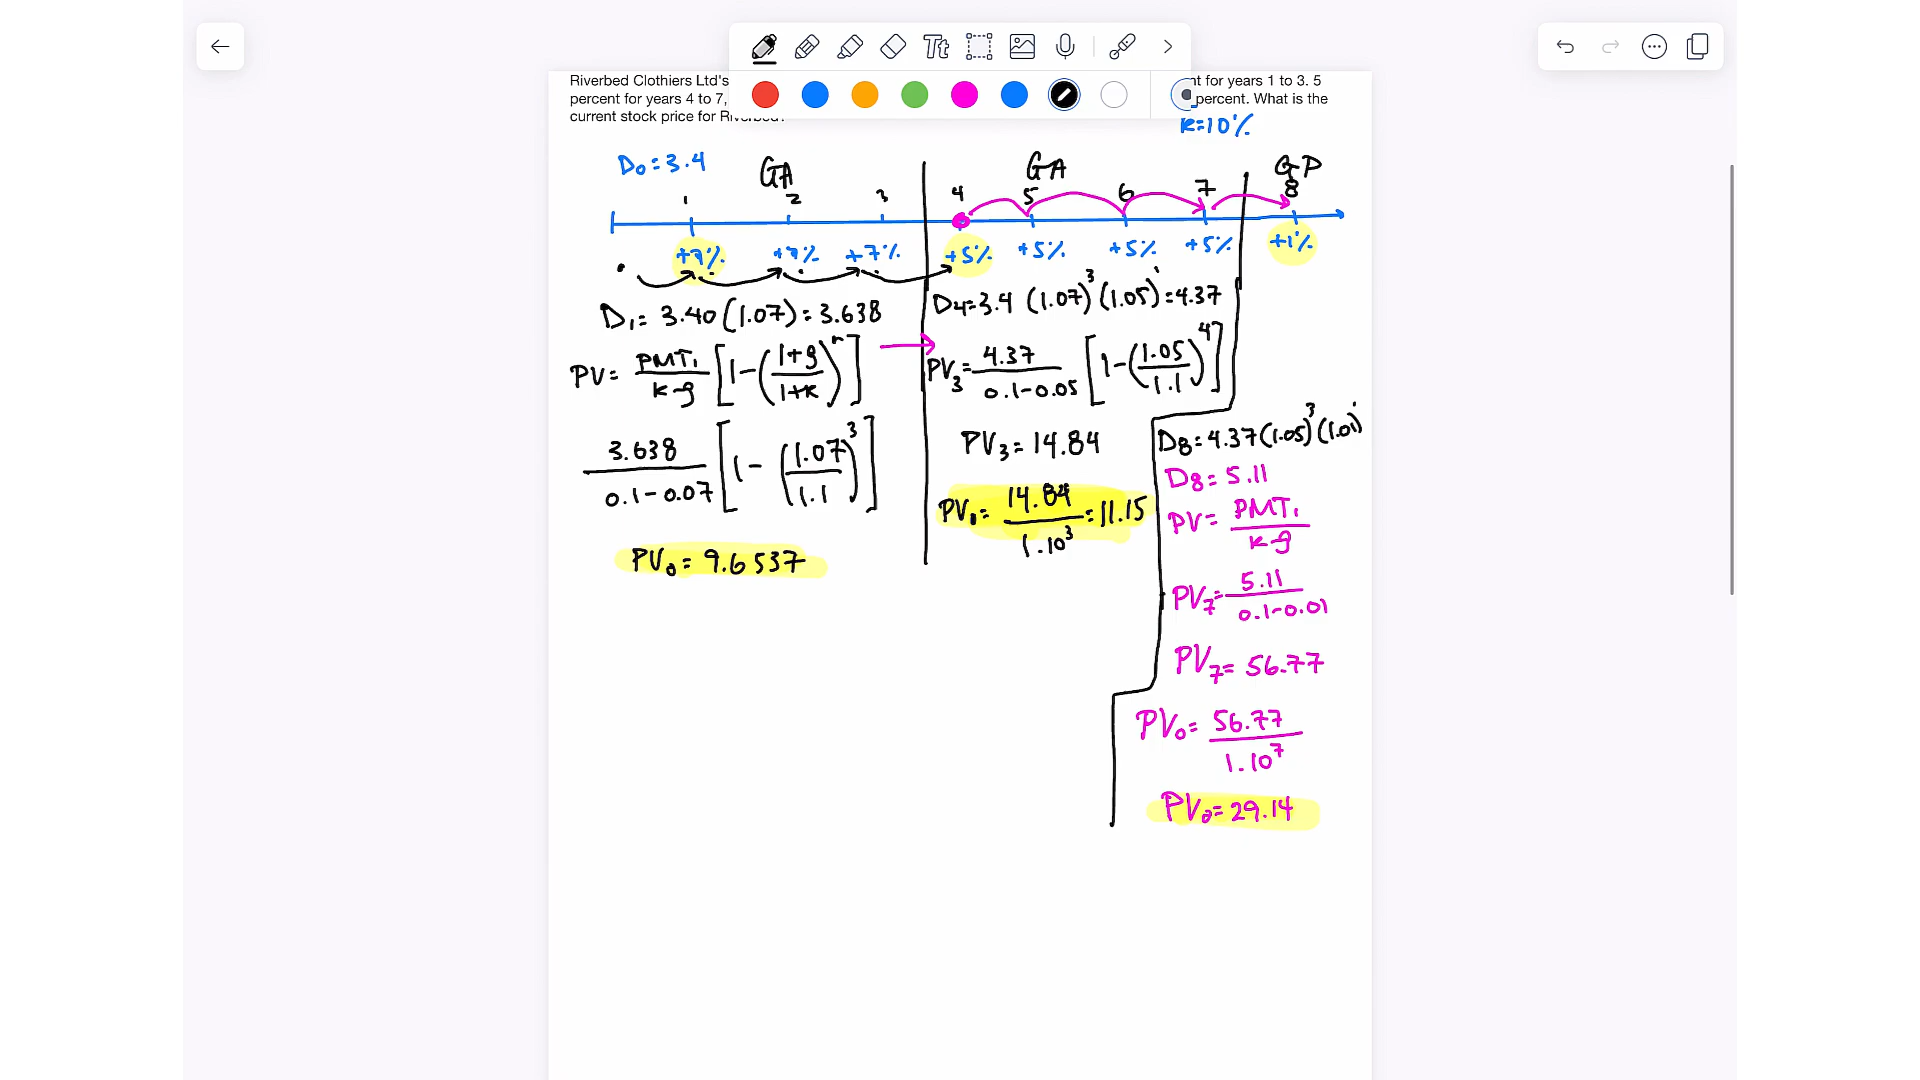 Tt
Riverbed Clothiers Ltd's
nt for years 1 to 3. 5
percent for years 4 to 7,
percent. What is the
current stock price for Riverbed?
K=10%
D₀=3.4
GA
GA
GP
1 2 3 4 5 6 7 8
+7% +7% +7% +5% +5% +5% +5% +1%
D₁= 3.40(1.07)=3.638
PV= PMT₁/(k-g) [1-((1+g)/(1+k))ⁿ]
3.638/(0.1-0.07) [1-(1.07/1.1)³]
PV₀= 9.6537
D4=3.4 (1.07)³(1.05)¹=4.37
PV₃= 4.37/(0.1-0.05) [1-(1.05/1.1)⁴]
PV₃= 14.84
PV₀= 14.84/1.10³ =11.15
D8=4.37(1.05)³(1.01)¹
D8= 5.11
PV= PMT₁/(k-g)
PV₇= 5.11/(0.1-0.01)
PV₇= 56.77
PV₀= 56.77/1.10⁷
PV₀=29.14